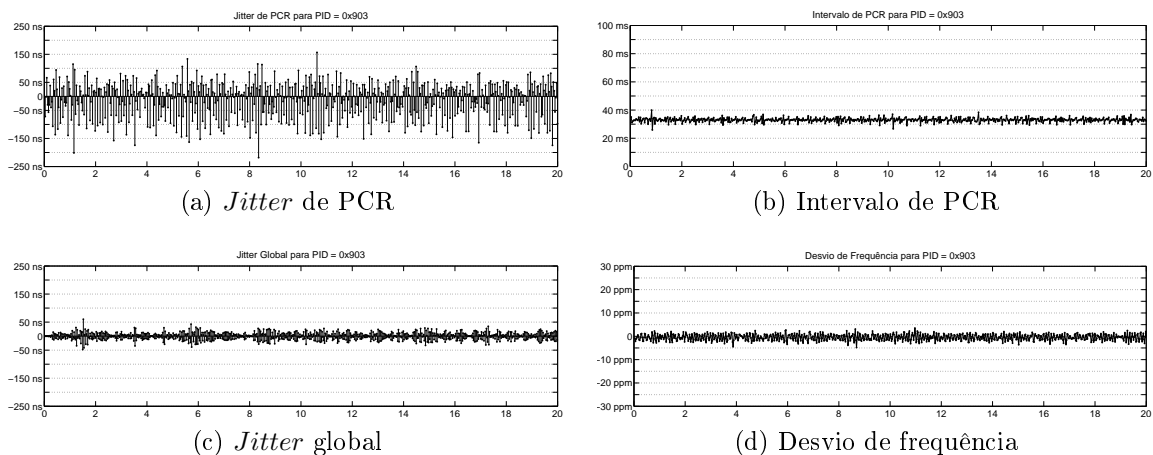 Jitter de PCR para PID = 0x903
250 ns
150 ns
50 ns
0
−50 ns
−150 ns
−250 ns
0 2 4 6 8 10 12 14 16 18 20
(a) Jitter de PCR
Intervalo de PCR para PID = 0x903
100 ms
80 ms
60 ms
40 ms
20 ms
0
0 2 4 6 8 10 12 14 16 18 20
(b) Intervalo de PCR
Jitter Global para PID = 0x903
250 ns
150 ns
50 ns
0
−50 ns
−150 ns
−250 ns
0 2 4 6 8 10 12 14 16 18 20
(c) Jitter global
Desvio de Frequência para PID = 0x903
30 ppm
20 ppm
10 ppm
0
-10 ppm
-20 ppm
-30 ppm
0 2 4 6 8 10 12 14 16 18 20
(d) Desvio de frequência